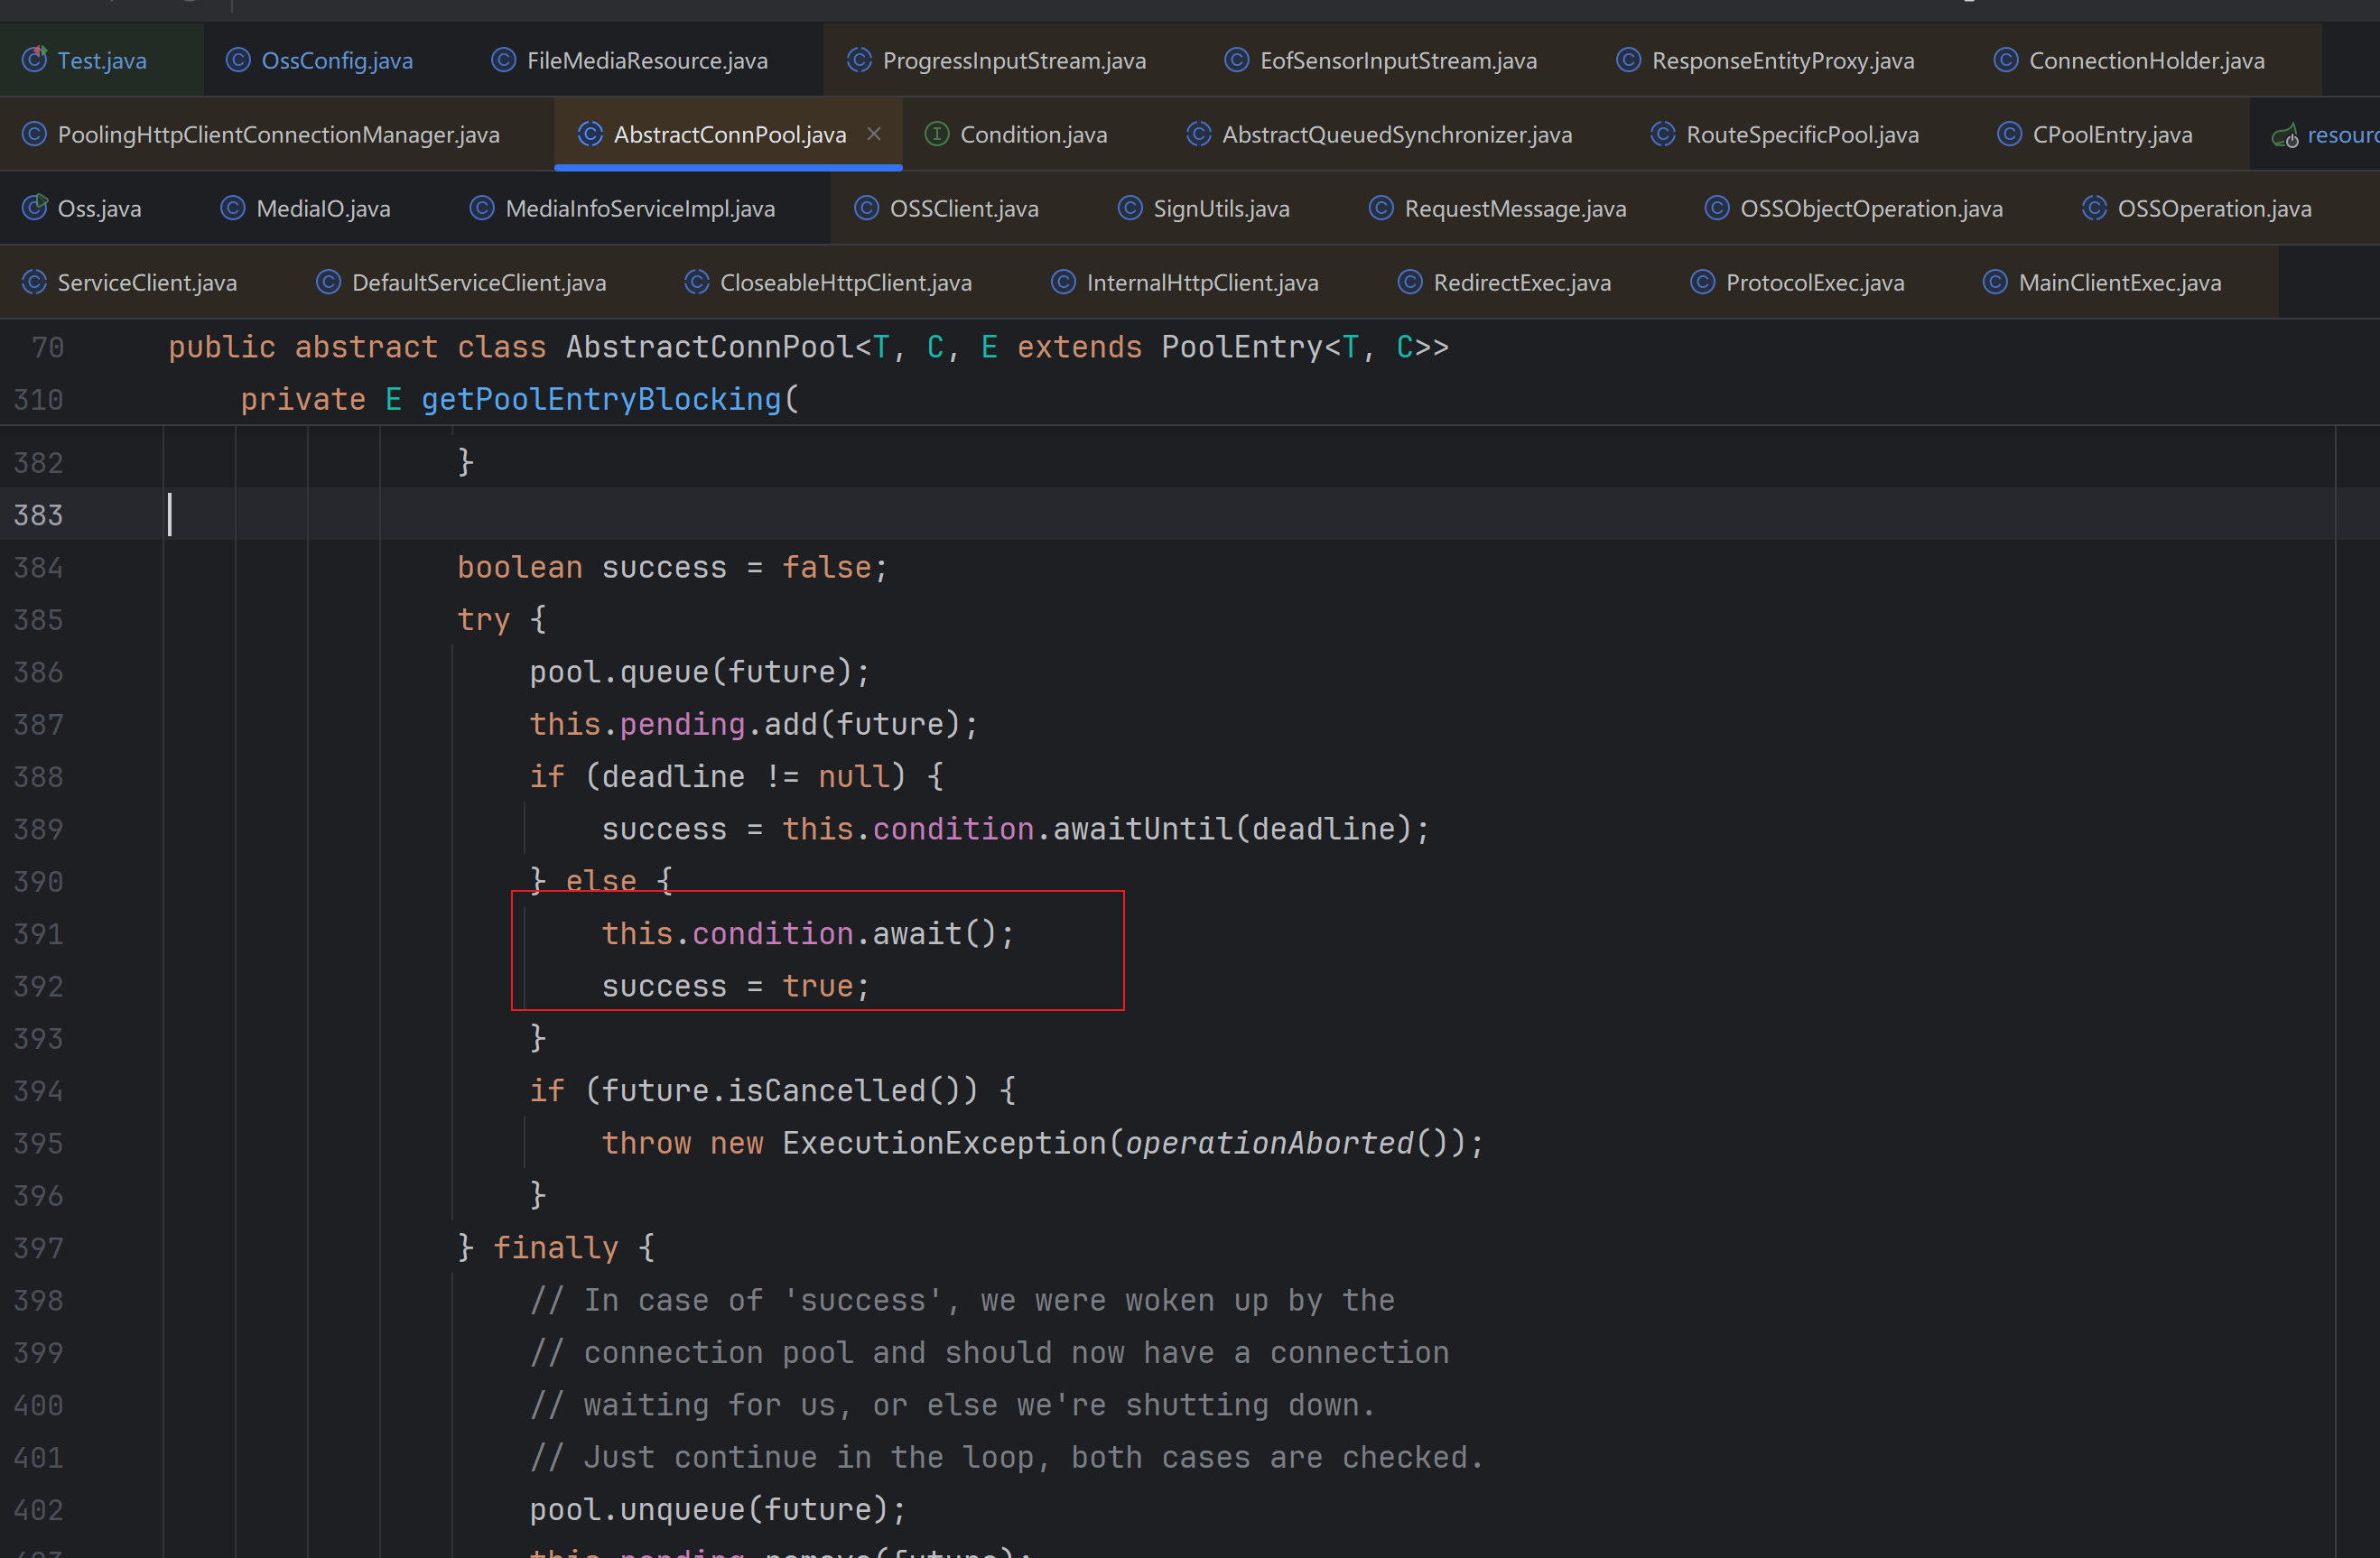 Test.java OssConfig.java FileMediaResource.java ProgressInputStream.java EofSensorInputStream.java ResponseEntityProxy.java ConnectionHolder.java
PoolingHttpClientConnectionManager.java AbstractConnPool.java Condition.java AbstractQueuedSynchronizer.java RouteSpecificPool.java CPoolEntry.java resourc
Oss.java MediaIO.java MediaInfoServiceImpl.java OSSClient.java SignUtils.java RequestMessage.java OSSObjectOperation.java OSSOperation.java
ServiceClient.java DefaultServiceClient.java CloseableHttpClient.java InternalHttpClient.java RedirectExec.java ProtocolExec.java MainClientExec.java
70 public abstract class AbstractConnPool<T, C, E extends PoolEntry<T, C>>
310 private E getPoolEntryBlocking(
382 }
383
384 boolean success = false;
385 try {
386 pool.queue(future);
387 this.pending.add(future);
388 if (deadline != null) {
389 success = this.condition.awaitUntil(deadline);
390 } else {
391 this.condition.await();
392 success = true;
393 }
394 if (future.isCancelled()) {
395 throw new ExecutionException(operationAborted());
396 }
397 } finally {
398 // In case of 'success', we were woken up by the
399 // connection pool and should now have a connection
400 // waiting for us, or else we're shutting down.
401 // Just continue in the loop, both cases are checked.
402 pool.unqueue(future);
403 this.pending.remove(future);